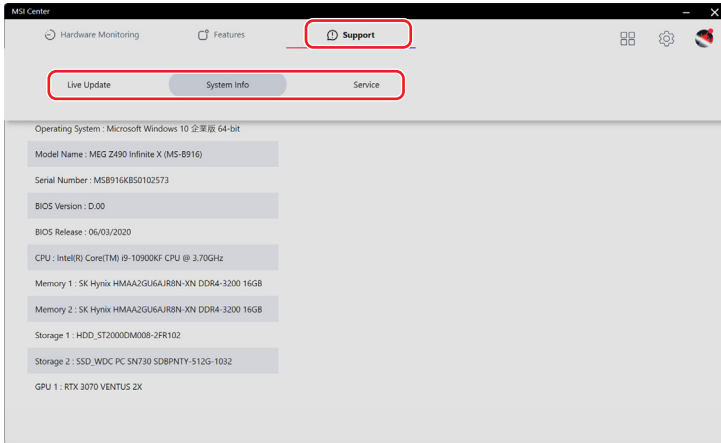 MSI Center
Hardware Monitoring Features Support
Live Update System Info Service
Operating System : Microsoft Windows 10 企業版 64-bit
Model Name : MEG Z490 Infinite X (MS-B916)
Serial Number : MSB916KBS0102573
BIOS Version : D.00
BIOS Release : 06/03/2020
CPU : Intel(R) Core(TM) i9-10900KF CPU @ 3.70GHz
Memory 1 : SK Hynix HMAA2GU6AJR8N-XN DDR4-3200 16GB
Memory 2 : SK Hynix HMAA2GU6AJR8N-XN DDR4-3200 16GB
Storage 1 : HDD_ST2000DM008-2FR102
Storage 2 : SSD_WDC PC SN730 SDBPNTY-512G-1032
GPU 1 : RTX 3070 VENTUS 2X